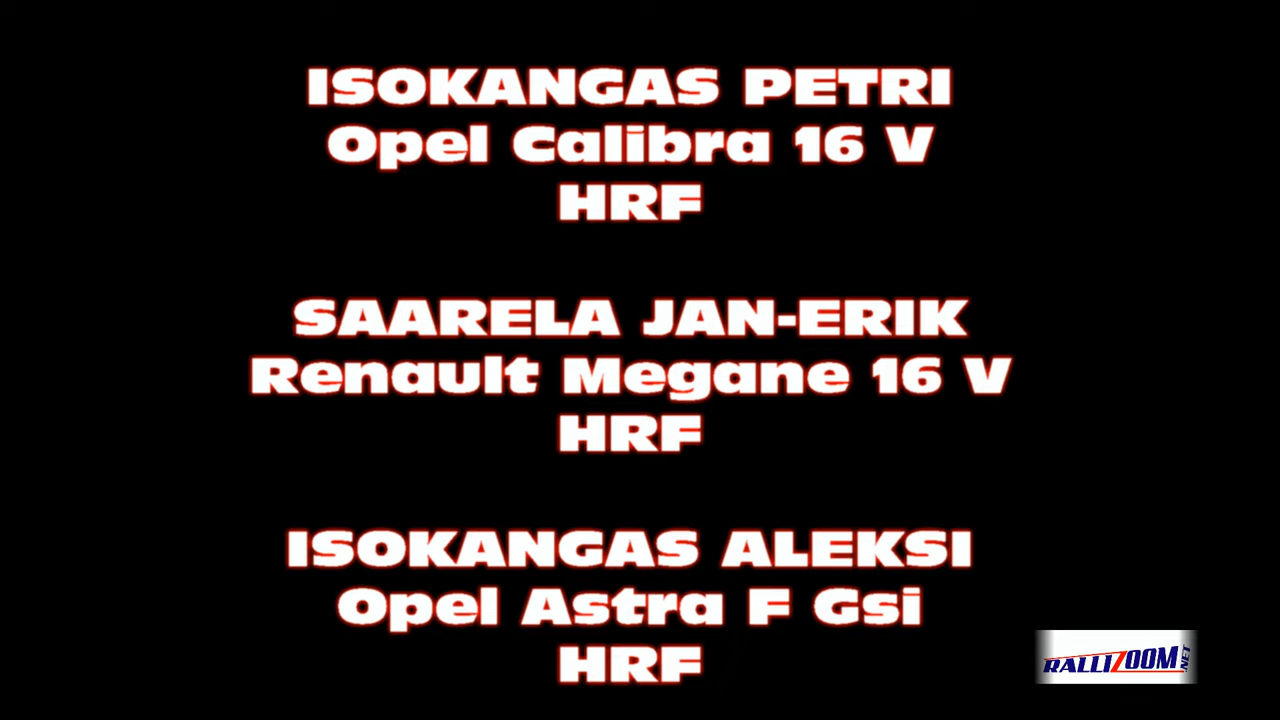 ISOKANGAS PETRI
Opel Calibra 16 V
HRF
SAARELA JAN-ERIK
Renault Megane 16 V
HRF
ISOKANGAS ALEKSI
Opel Astra F Gsi
HRF
RALLIZOOM.NET